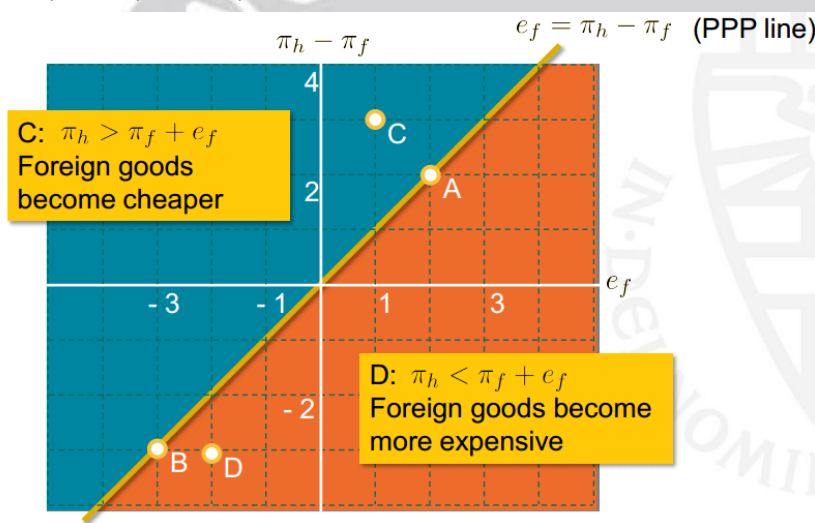 π_h − π_f
e_f = π_h − π_f (PPP line)
4
C: π_h > π_f + e_f
Foreign goods
become cheaper
C
2
A
e_f
- 3
- 1
1
3
D: π_h < π_f + e_f
Foreign goods become
more expensive
- 2
B
D